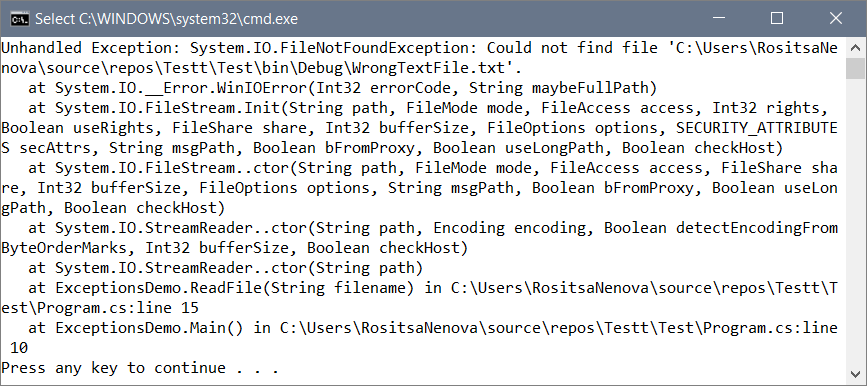 Select C:\WINDOWS\system32\cmd.exe
Unhandled Exception: System.IO.FileNotFoundException: Could not find file 'C:\Users\RositsaNe
nova\source\repos\Testt\Test\bin\Debug\WrongTextFile.txt'.
   at System.IO.__Error.WinIOError(Int32 errorCode, String maybeFullPath)
   at System.IO.FileStream.Init(String path, FileMode mode, FileAccess access, Int32 rights,
Boolean useRights, FileShare share, Int32 bufferSize, FileOptions options, SECURITY_ATTRIBUTE
S secAttrs, String msgPath, Boolean bFromProxy, Boolean useLongPath, Boolean checkHost)
   at System.IO.FileStream..ctor(String path, FileMode mode, FileAccess access, FileShare sha
re, Int32 bufferSize, FileOptions options, String msgPath, Boolean bFromProxy, Boolean useLon
gPath, Boolean checkHost)
   at System.IO.StreamReader..ctor(String path, Encoding encoding, Boolean detectEncodingFrom
ByteOrderMarks, Int32 bufferSize, Boolean checkHost)
   at System.IO.StreamReader..ctor(String path)
   at ExceptionsDemo.ReadFile(String filename) in C:\Users\RositsaNenova\source\repos\Testt\T
est\Program.cs:line 15
   at ExceptionsDemo.Main() in C:\Users\RositsaNenova\source\repos\Testt\Test\Program.cs:line
 10
Press any key to continue . . .